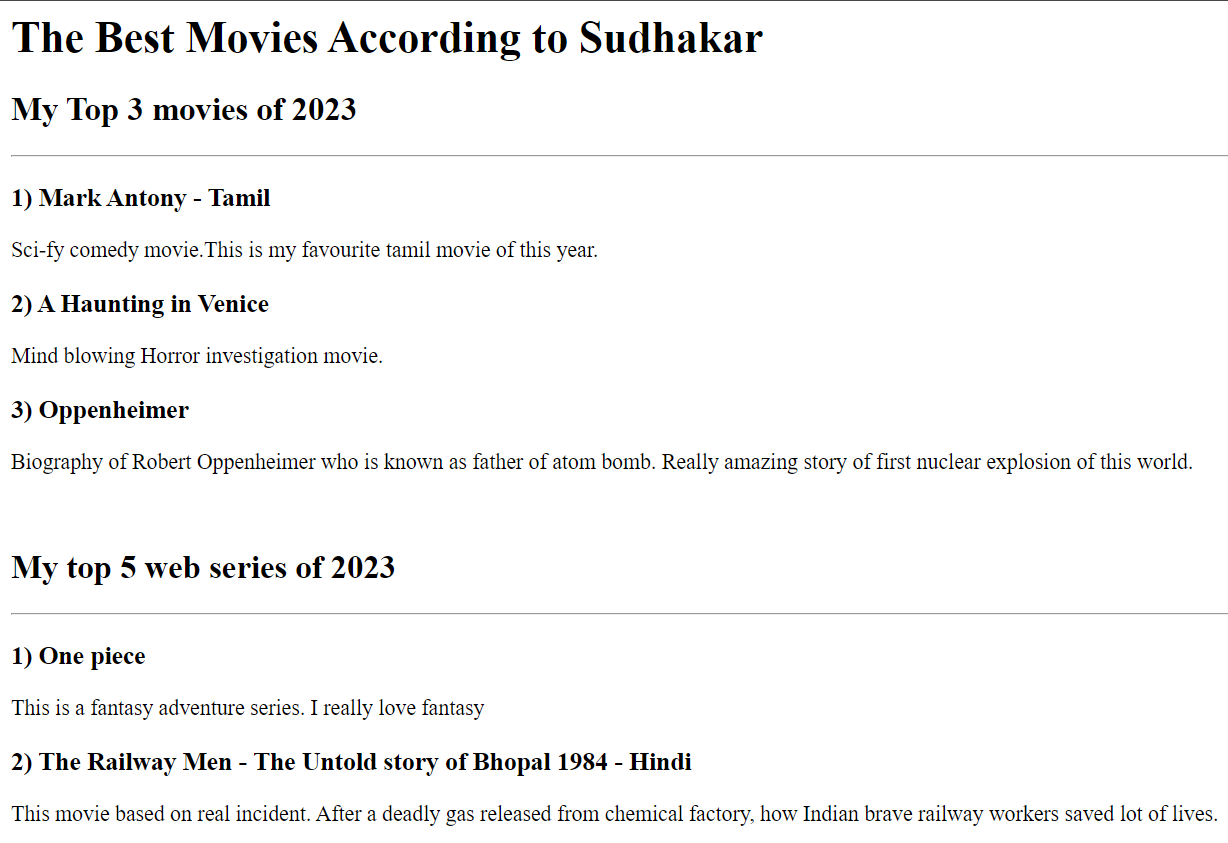 The Best Movies According to Sudhakar
My Top 3 movies of 2023
1) Mark Antony - Tamil
Sci-fy comedy movie.This is my favourite tamil movie of this year.
2) A Haunting in Venice
Mind blowing Horror investigation movie.
3) Oppenheimer
Biography of Robert Oppenheimer who is known as father of atom bomb. Really amazing story of first nuclear explosion of this world.
My top 5 web series of 2023
1) One piece
This is a fantasy adventure series. I really love fantasy
2) The Railway Men - The Untold story of Bhopal 1984 - Hindi
This movie based on real incident. After a deadly gas released from chemical factory, how Indian brave railway workers saved lot of lives.